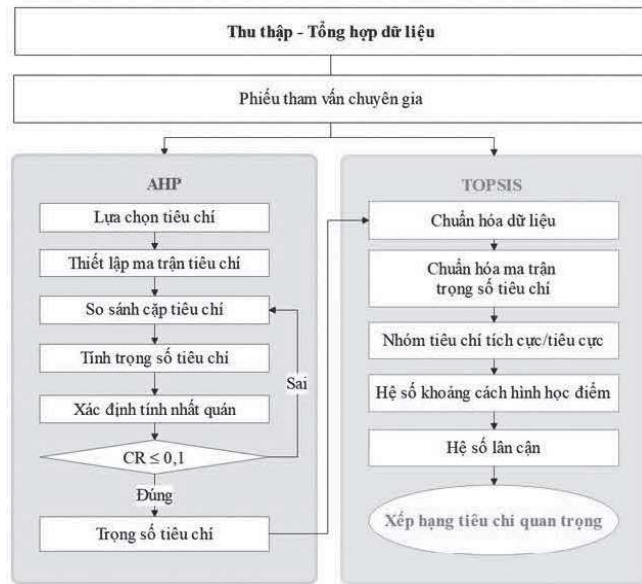 Thu thập - Tổng hợp dữ liệu
Phiếu tham vấn chuyên gia
AHP
Lựa chọn tiêu chí
Thiết lập ma trận tiêu chí
So sánh cặp tiêu chí
Tính trọng số tiêu chí
Sai
Xác định tính nhất quán
CR ≤ 0,1
Đúng
Trọng số tiêu chí
TOPSIS
Chuẩn hóa dữ liệu
Chuẩn hóa ma trận
trọng số tiêu chí
Nhóm tiêu chí tích cực/tiêu cực
Hệ số khoảng cách hình học điểm
Hệ số lân cận
Xếp hạng tiêu chí quan trọng